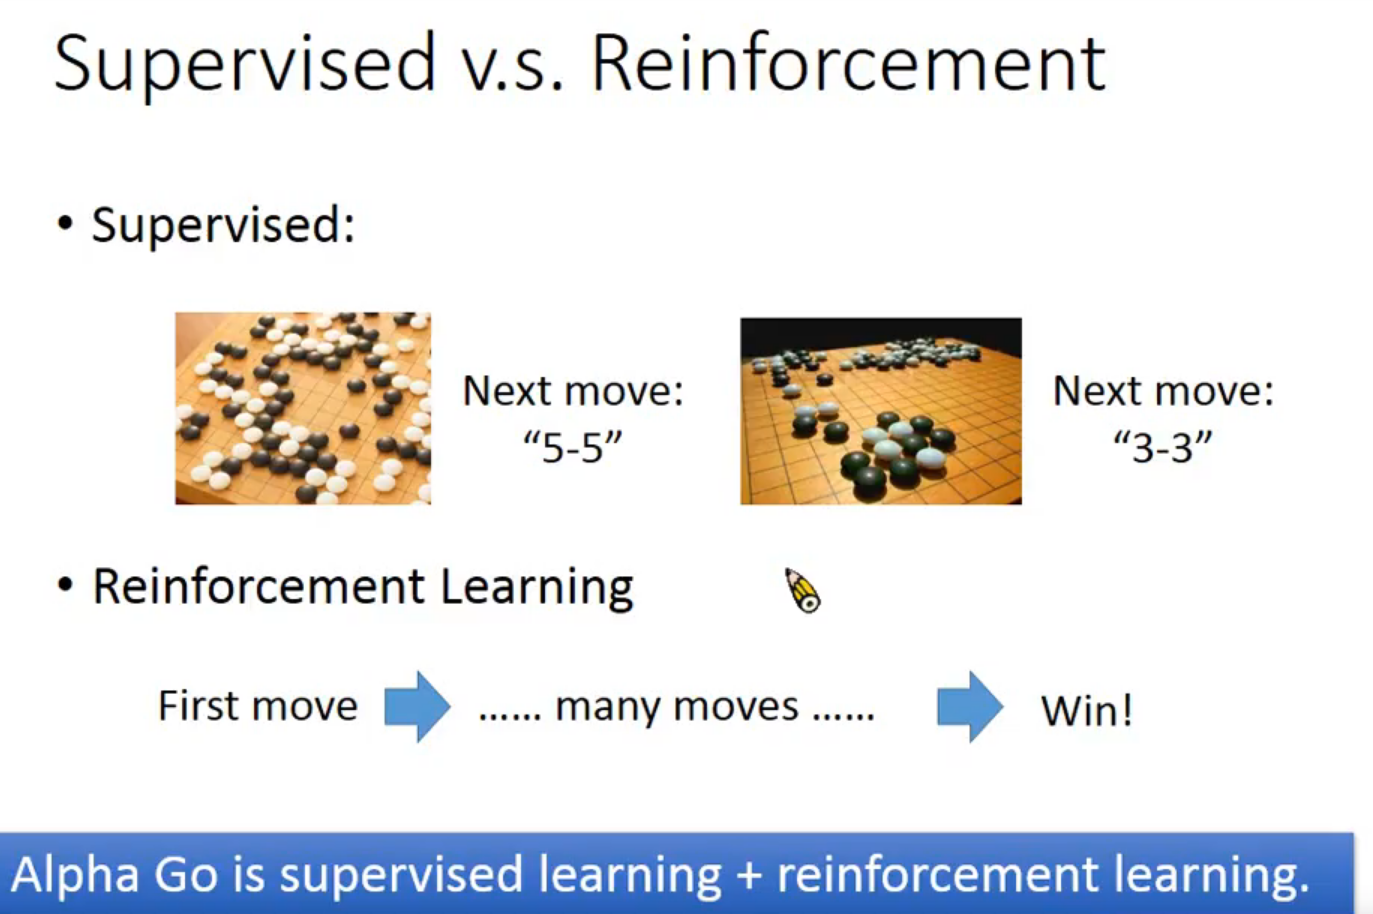 Supervised v.s. Reinforcement
• Supervised:
Next move:
“5-5”
Next move:
“3-3”
• Reinforcement Learning
First move
...... many moves ......
Win!
Alpha Go is supervised learning + reinforcement learning.